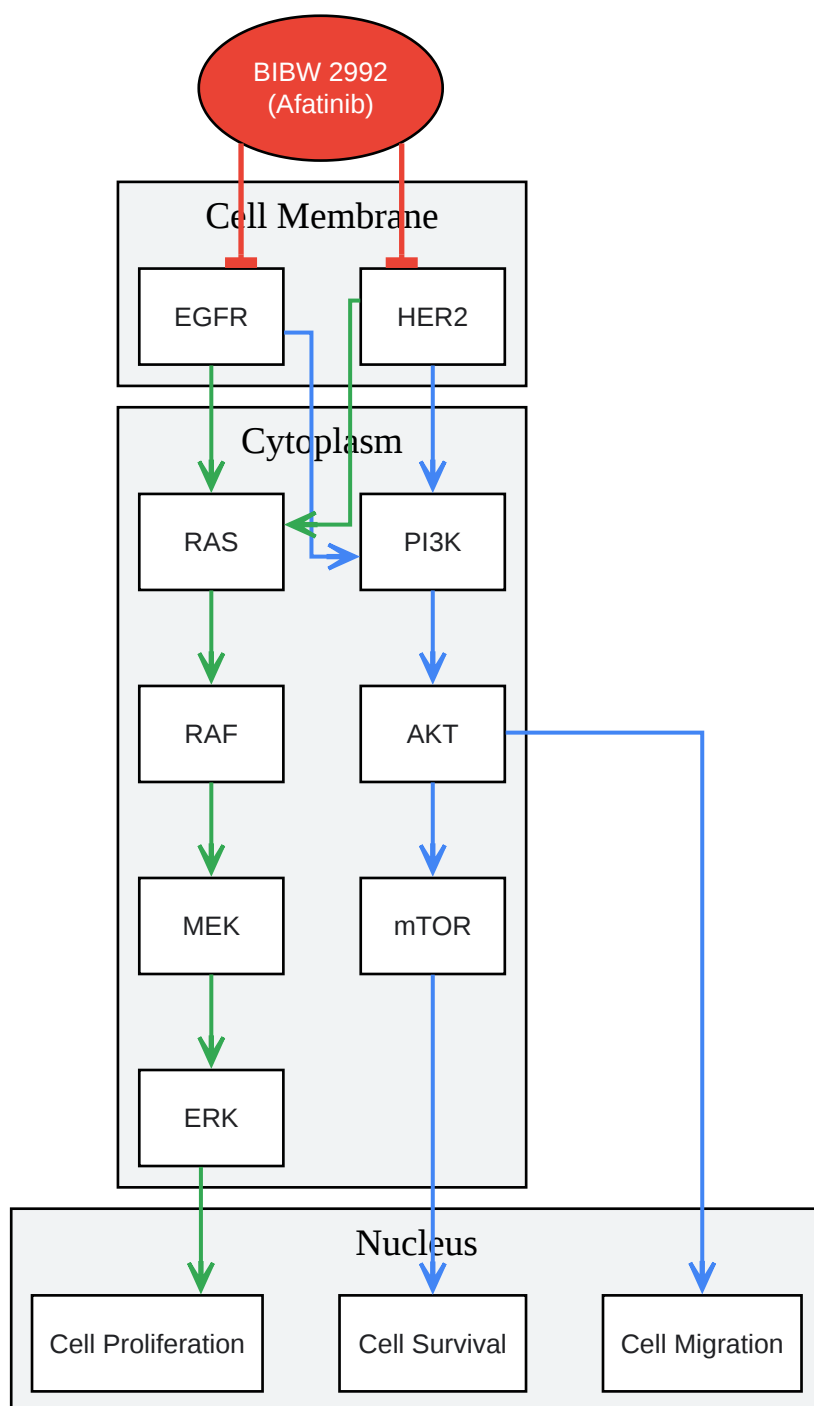 BIBW 2992
(Afatinib)
Cell Membrane
EGFR
HER2
Cytoplasm
RAS
PI3K
RAF
AKT
MEK
mTOR
ERK
Nucleus
Cell Proliferation
Cell Survival
Cell Migration